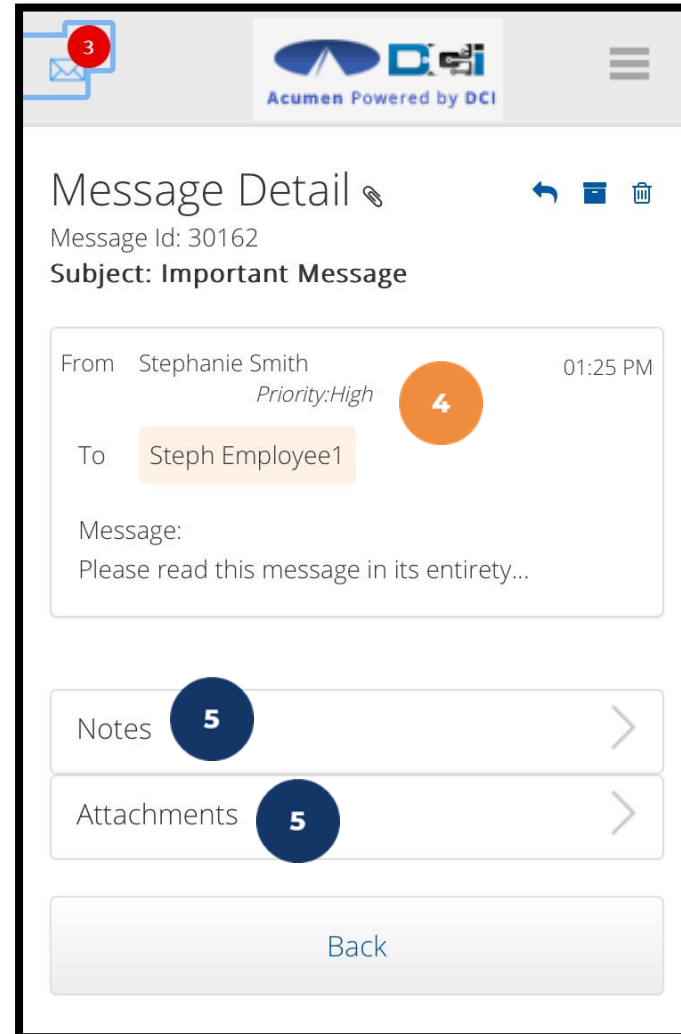 3
DCi
Acumen Powered by DCI
Message Detail
Message Id: 30162
Subject: Important Message
From Stephanie Smith 01:25 PM
Priority:High
4
To Steph Employee1
Message:
Please read this message in its entirety...
Notes 5
Attachments 5
Back